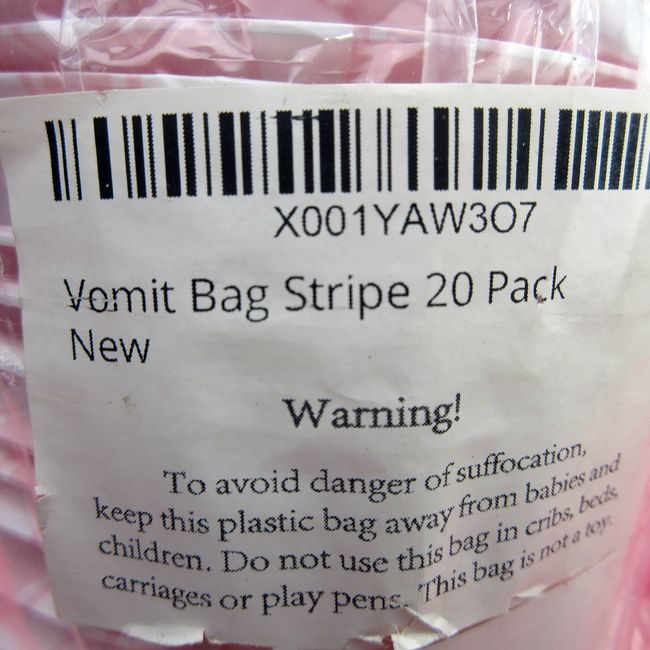 X001YAW3O7
Vomit Bag Stripe 20 Pack
New
Warning!
To avoid danger of suffocation,
keep this plastic bag away from babies and
children. Do not use this bag in cribs, beds,
carriages or play pens. This bag is not a toy.